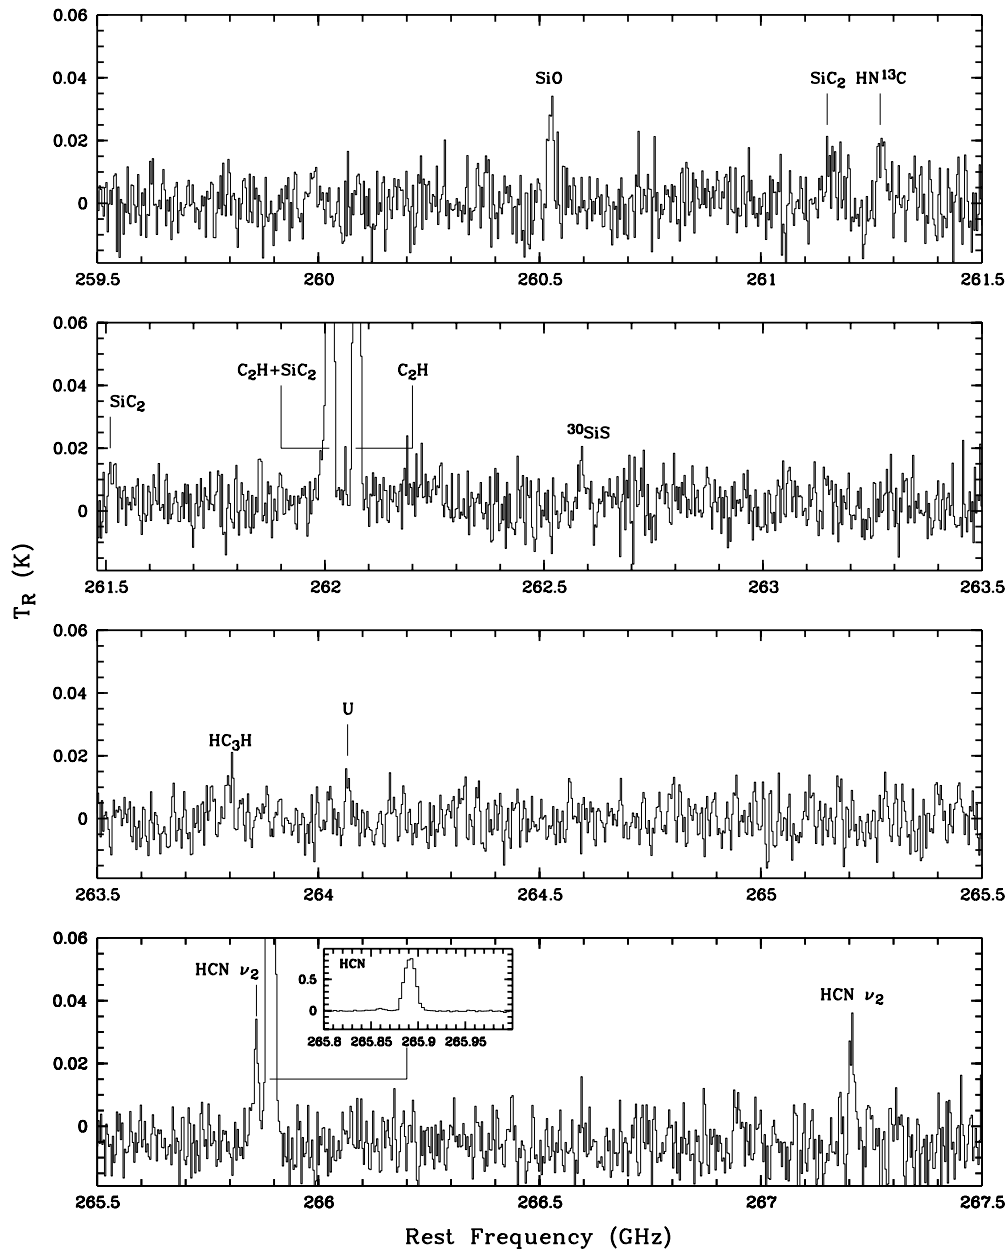 0.06
0.04
0.02
0
SiO
SiC₂ HN¹³C
259.5 260 260.5 261 261.5
0.06
0.04
0.02
0
SiC₂
C₂H+SiC₂
C₂H
³⁰SiS
261.5 262 262.5 263 263.5
T_R (K)
0.06
0.04
0.02
0
HC₃H
U
263.5 264 264.5 265 265.5
0.06
0.04
0.02
0
HCN ν₂
HCN
0.5
0
265.8 265.85 265.9 265.95
HCN ν₂
265.5 266 266.5 267 267.5
Rest Frequency (GHz)